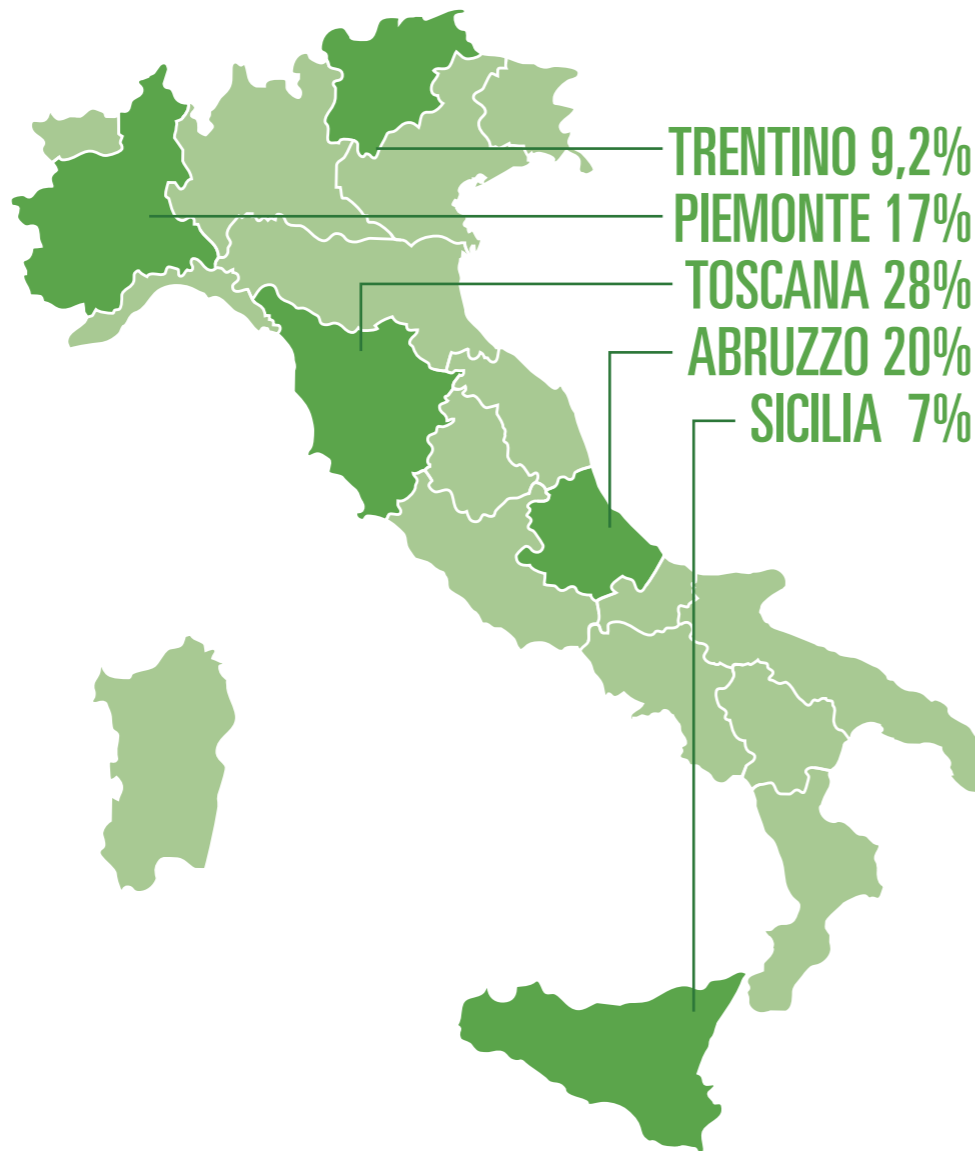 TRENTINO 9,2%
PIEMONTE 17%
TOSCANA 28%
ABRUZZO 20%
SICILIA 7%